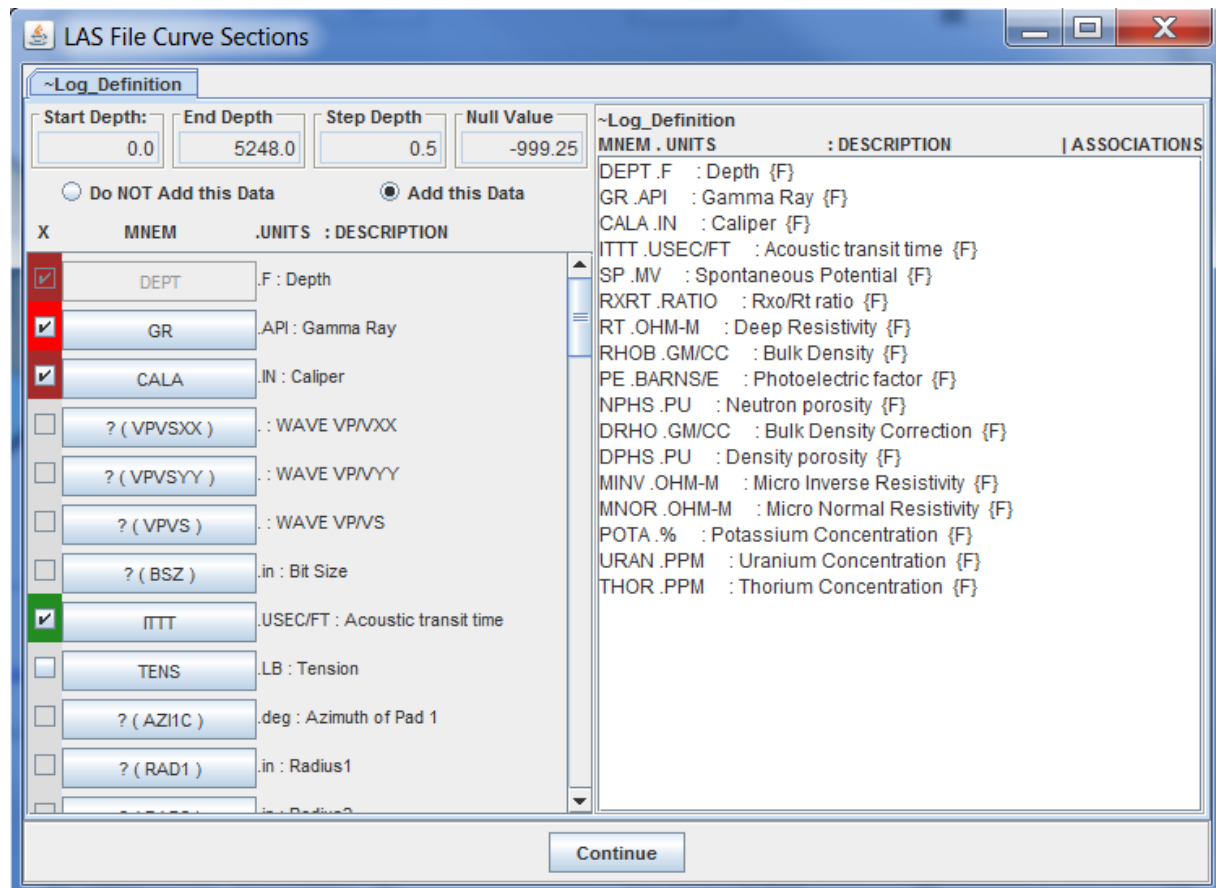 LAS File Curve Sections
~Log_Definition
Start Depth: End Depth Step Depth Null Value
0.0 5248.0 0.5 -999.25
Do NOT Add this Data Add this Data
X MNEM .UNITS : DESCRIPTION
DEPT .F : Depth
GR .API : Gamma Ray
CALA .IN : Caliper
? ( VPVSXX ) . : WAVE VP/VXX
? ( VPVSYY ) . : WAVE VP/VYY
? ( VPVS ) . : WAVE VP/VS
? ( BSZ ) .in : Bit Size
ITTT .USEC/FT : Acoustic transit time
TENS .LB : Tension
? ( AZI1C ) .deg : Azimuth of Pad 1
? ( RAD1 ) .in : Radius1
~Log_Definition
MNEM . UNITS : DESCRIPTION | ASSOCIATIONS
DEPT .F : Depth {F}
GR .API : Gamma Ray {F}
CALA .IN : Caliper {F}
ITTT .USEC/FT : Acoustic transit time {F}
SP .MV : Spontaneous Potential {F}
RXRT .RATIO : Rxo/Rt ratio {F}
RT .OHM-M : Deep Resistivity {F}
RHOB .GM/CC : Bulk Density {F}
PE .BARNS/E : Photoelectric factor {F}
NPHS .PU : Neutron porosity {F}
DRHO .GM/CC : Bulk Density Correction {F}
DPHS .PU : Density porosity {F}
MINV .OHM-M : Micro Inverse Resistivity {F}
MNOR .OHM-M : Micro Normal Resistivity {F}
POTA .% : Potassium Concentration {F}
URAN .PPM : Uranium Concentration {F}
THOR .PPM : Thorium Concentration {F}
Continue